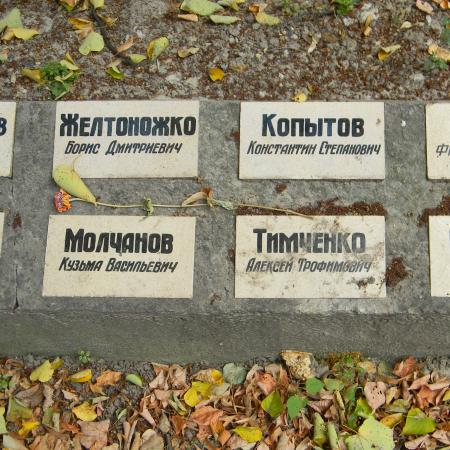 Желтоножко
Борис Дмитриевич
Копытов
Константин Степанович
Молчанов
Кузьма Васильевич
Тимченко
Алексей Трофимович